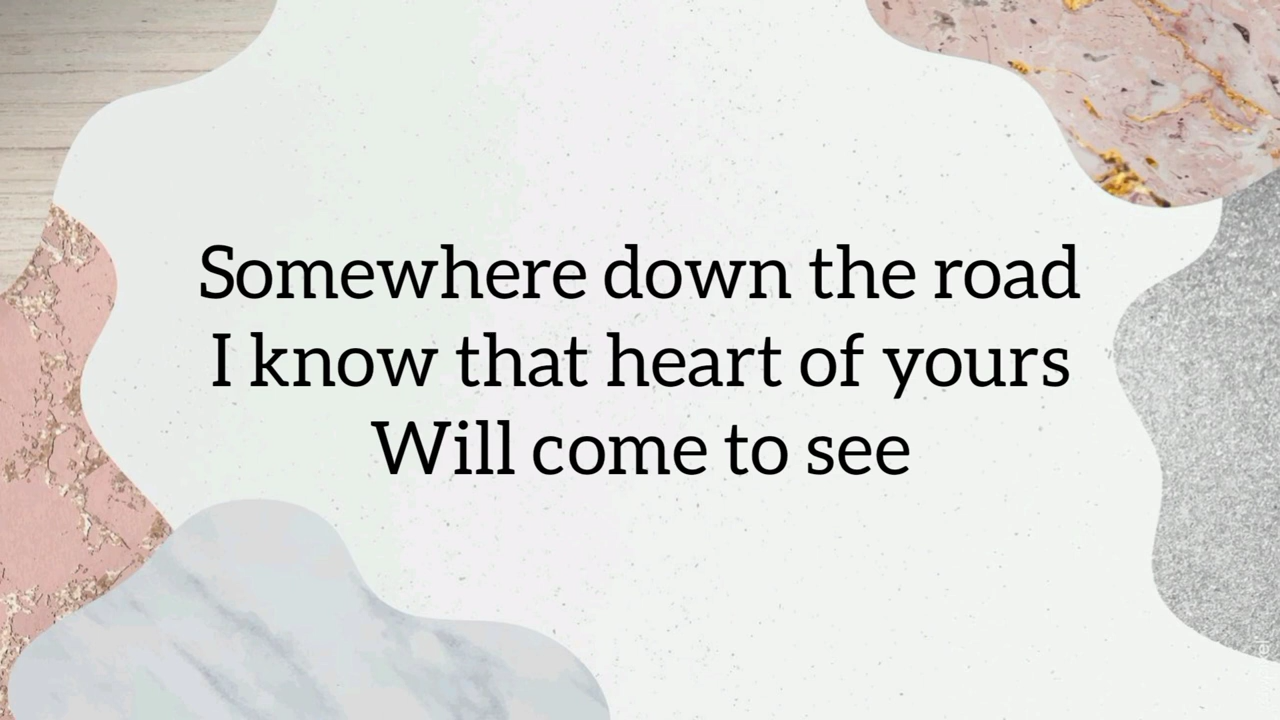 Somewhere down the road
I know that heart of yours
Will come to see